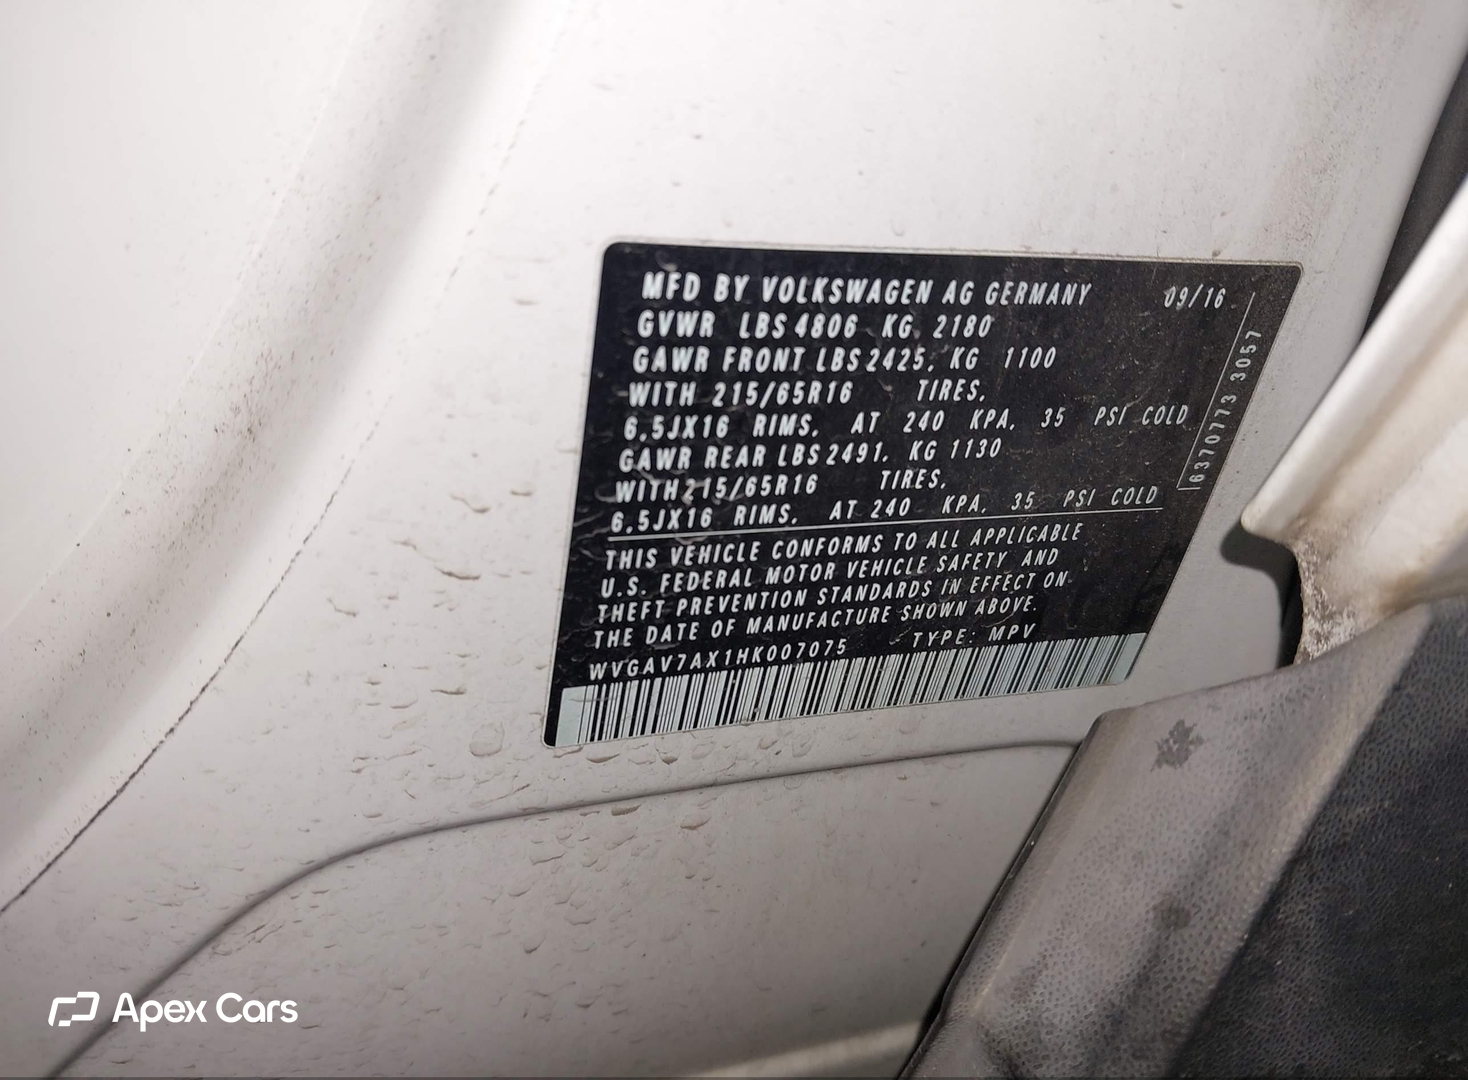 MFD BY VOLKSWAGEN AG GERMANY 09/16
GVWR LBS 4806 KG 2180
GAWR FRONT LBS 2425. KG 1100
WITH 215/65R16 TIRES.
6.5JX16 RIMS. AT 240 KPA. 35 PSI COLD
GAWR REAR LBS 2491. KG 1130
WITH 215/65R16 TIRES.
6.5JX16 RIMS. AT 240 KPA. 35 PSI COLD
THIS VEHICLE CONFORMS TO ALL APPLICABLE
U.S. FEDERAL MOTOR VEHICLE SAFETY AND
THEFT PREVENTION STANDARDS IN EFFECT ON
THE DATE OF MANUFACTURE SHOWN ABOVE.
WVGAV7AX1HK007075 TYPE: MPV
6370773 3057
Apex Cars